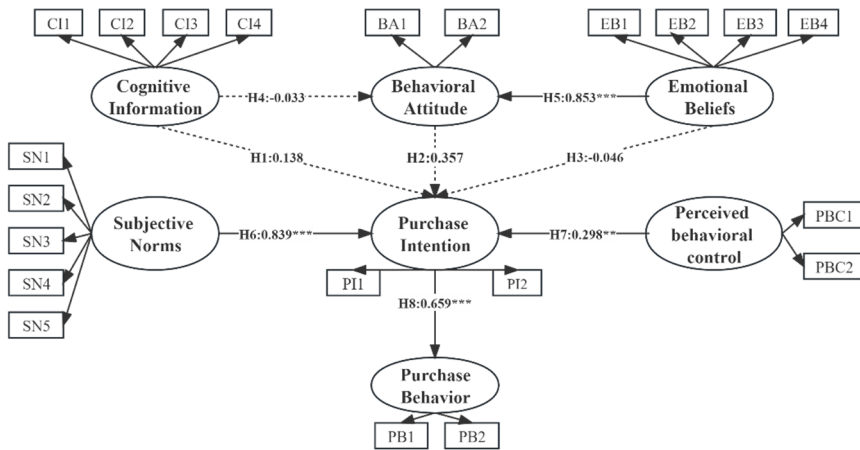 CI1
CI2
CI3
CI4
BA1
BA2
EB1
EB2
EB3
EB4
Cognitive
Information
H4:-0.033
Behavioral
Attitude
H5:0.853***
Emotional
Beliefs
H1:0.138
H2:0.357
H3:-0.046
SN1
SN2
SN3
SN4
SN5
Subjective
Norms
H6:0.839***
Purchase
Intention
H7:0.298**
Perceived
behavioral
control
PBC1
PBC2
PI1
PI2
H8:0.659***
Purchase
Behavior
PB1
PB2